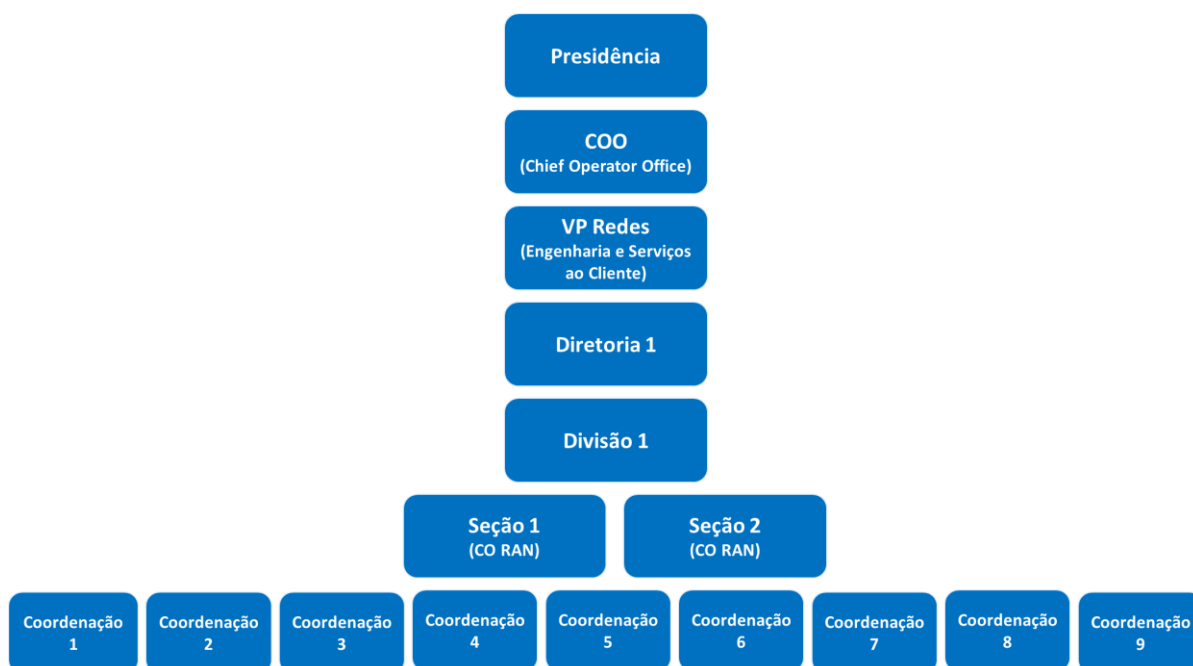 Presidência
COO
(Chief Operator Office)
VP Redes
(Engenharia e Serviços
ao Cliente)
Diretoria 1
Divisão 1
Seção 1
(CO RAN)
Seção 2
(CO RAN)
Coordenação
1
Coordenação
2
Coordenação
3
Coordenação
4
Coordenação
5
Coordenação
6
Coordenação
7
Coordenação
8
Coordenação
9